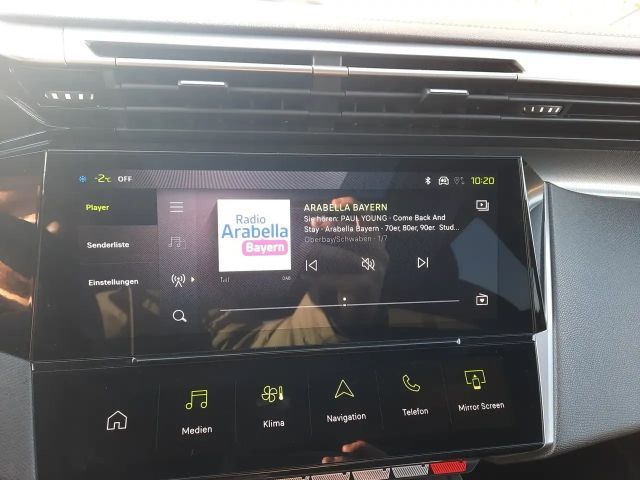 -2°C OFF
10:20
Player
Senderliste
Einstellungen
Radio
Arabella
Bayern
DAB
ARABELLA BAYERN
Sie hören: PAUL YOUNG - Come Back And
Stay - Arabella Bayern - 70er, 80er, 90er. Stud...
Oberbay/Schwaben - 1/7
Medien
Klima
Navigation
Telefon
Mirror Screen